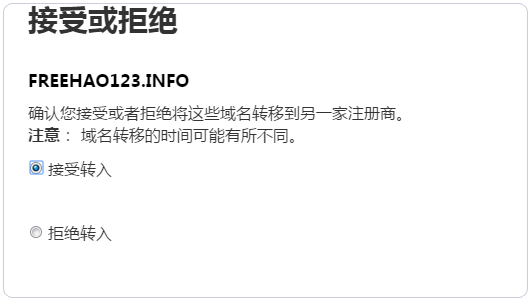 接受或拒绝
FREEHAO123.INFO
确认您接受或者拒绝将这些域名转移到另一家注册商。
注意： 域名转移的时间可能有所不同。
接受转入
拒绝转入